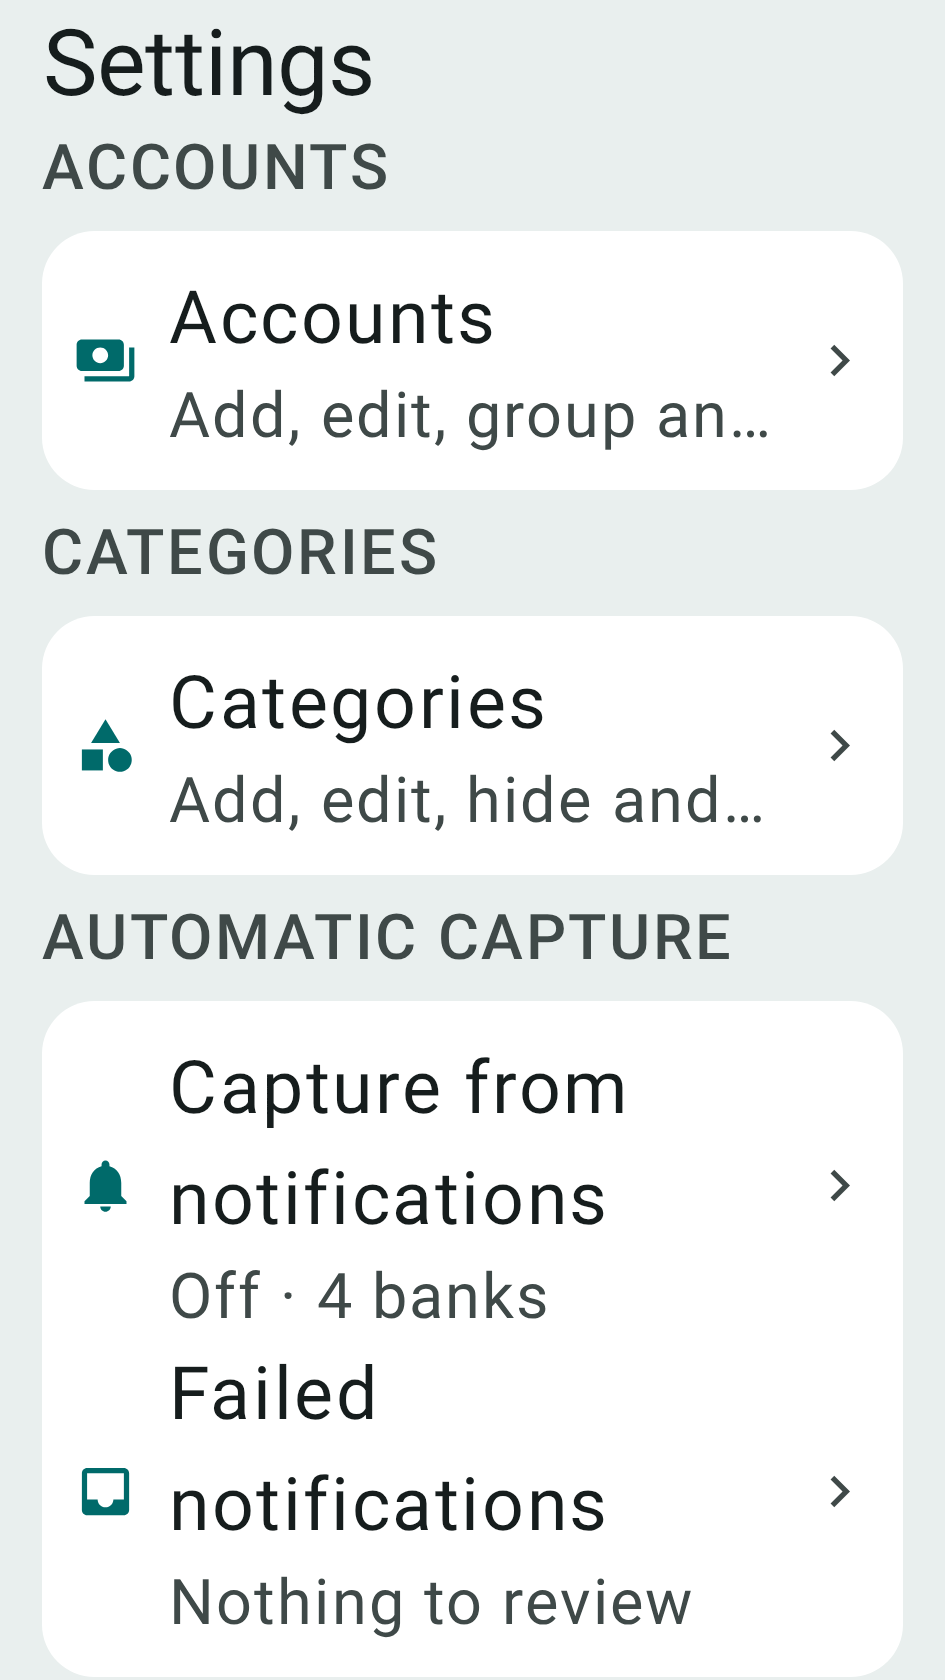 Settings
ACCOUNTS
Accounts
Add, edit, group an…
CATEGORIES
Categories
Add, edit, hide and…
AUTOMATIC CAPTURE
Capture from
notifications
Off · 4 banks
Failed
notifications
Nothing to review